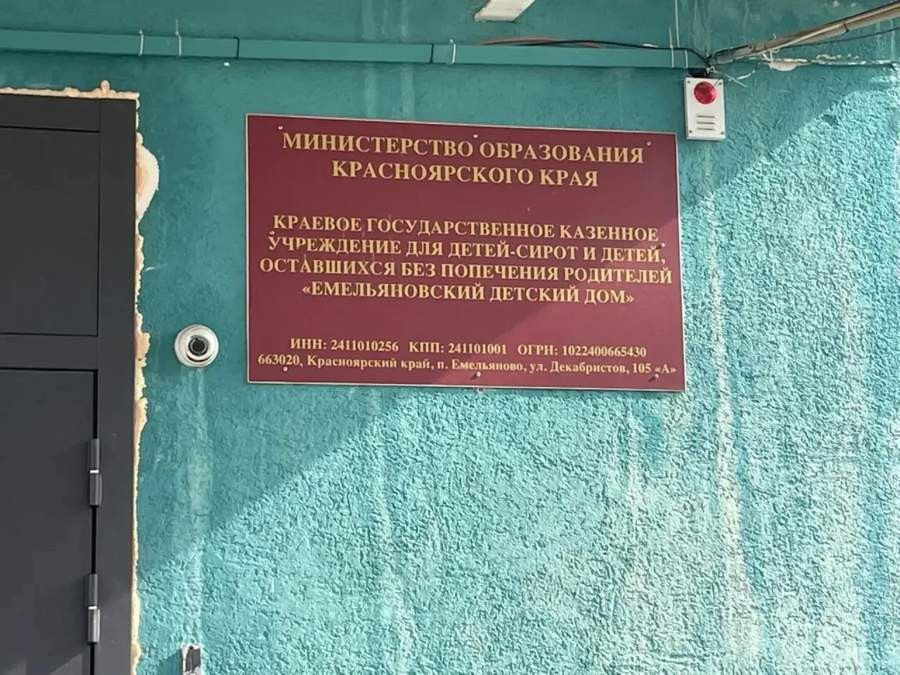 МИНИСТЕРСТВО ОБРАЗОВАНИЯ
КРАСНОЯРСКОГО КРАЯ
КРАЕВОЕ ГОСУДАРСТВЕННОЕ КАЗЕННОЕ
УЧРЕЖДЕНИЕ ДЛЯ ДЕТЕЙ-СИРОТ И ДЕТЕЙ,
ОСТАВШИХСЯ БЕЗ ПОПЕЧЕНИЯ РОДИТЕЛЕЙ
«ЕМЕЛЬЯНОВСКИЙ ДЕТСКИЙ ДОМ»
ИНН: 2411010256 КПП: 241101001 ОГРН: 1022400665430
663020, Красноярский край, п. Емельяново, ул. Декабристов, 105 «А»